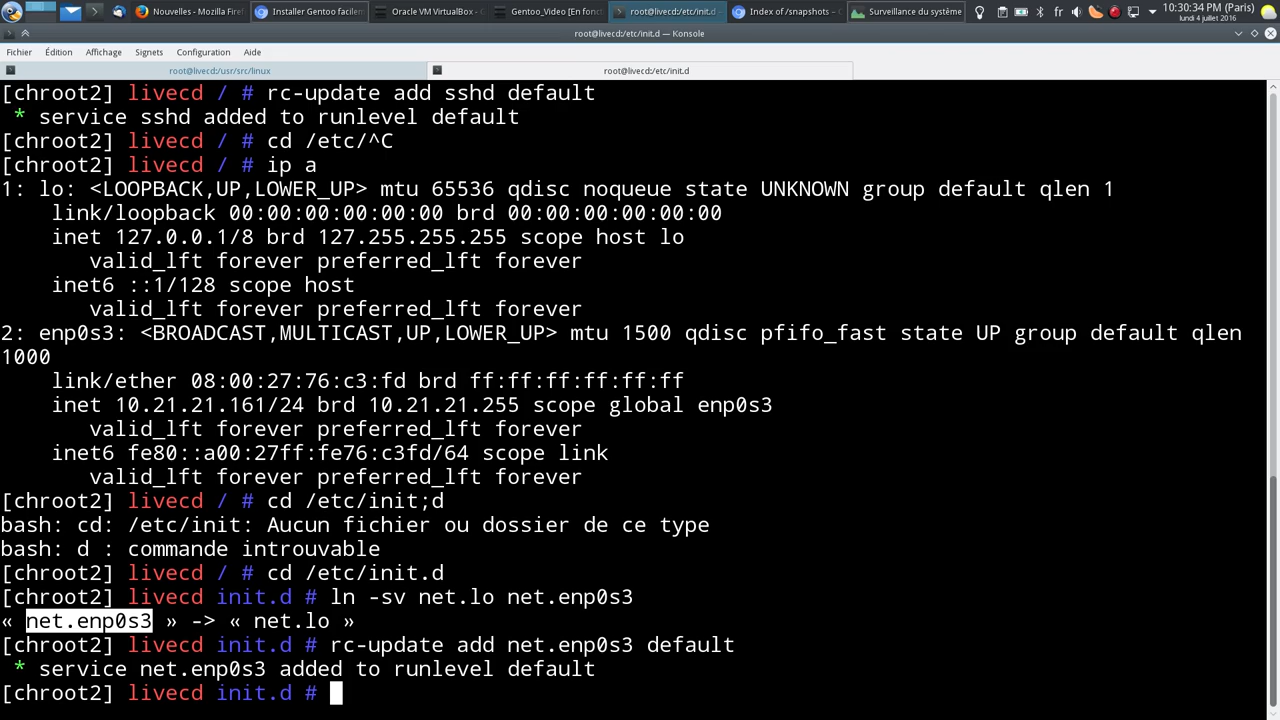 Nouvelles - Mozilla Firef
Installer Gentoo facilem
Oracle VM VirtualBox
Gentoo_Video [En fonct
root@livecd:/etc/init.d
Index of /snapshots – C
Surveillance du système
fr
10:30:34 PM (Paris)
lundi 4 juillet 2016
root@livecd:/etc/init.d — Konsole
Fichier Édition Affichage Signets Configuration Aide
root@livecd:/usr/src/linux
root@livecd:/etc/init.d
[chroot2] livecd / # rc-update add sshd default
 * service sshd added to runlevel default
[chroot2] livecd / # cd /etc/^C
[chroot2] livecd / # ip a
1: lo: <LOOPBACK,UP,LOWER_UP> mtu 65536 qdisc noqueue state UNKNOWN group default qlen 1
    link/loopback 00:00:00:00:00:00 brd 00:00:00:00:00:00
    inet 127.0.0.1/8 brd 127.255.255.255 scope host lo
       valid_lft forever preferred_lft forever
    inet6 ::1/128 scope host
       valid_lft forever preferred_lft forever
2: enp0s3: <BROADCAST,MULTICAST,UP,LOWER_UP> mtu 1500 qdisc pfifo_fast state UP group default qlen
1000
    link/ether 08:00:27:76:c3:fd brd ff:ff:ff:ff:ff:ff
    inet 10.21.21.161/24 brd 10.21.21.255 scope global enp0s3
       valid_lft forever preferred_lft forever
    inet6 fe80::a00:27ff:fe76:c3fd/64 scope link
       valid_lft forever preferred_lft forever
[chroot2] livecd / # cd /etc/init;d
bash: cd: /etc/init: Aucun fichier ou dossier de ce type
bash: d : commande introuvable
[chroot2] livecd / # cd /etc/init.d
[chroot2] livecd init.d # ln -sv net.lo net.enp0s3
« net.enp0s3 » -> « net.lo »
[chroot2] livecd init.d # rc-update add net.enp0s3 default
 * service net.enp0s3 added to runlevel default
[chroot2] livecd init.d #